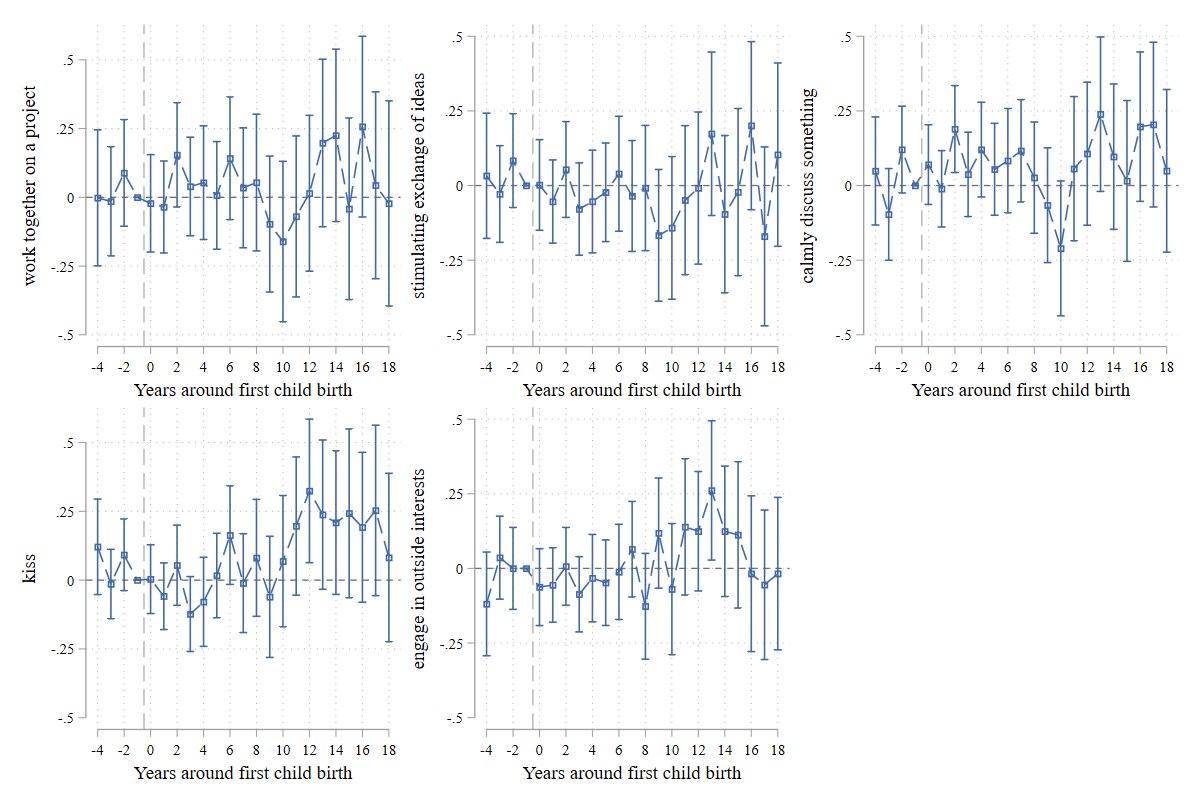 work together on a project
.5
.25
0
-.25
-.5
-4 -2 0 2 4 6 8 10 12 14 16 18
Years around first child birth
stimulating exchange of ideas
.5
.25
0
-.25
-.5
-4 -2 0 2 4 6 8 10 12 14 16 18
Years around first child birth
calmly discuss something
.5
.25
0
-.25
-.5
-4 -2 0 2 4 6 8 10 12 14 16 18
Years around first child birth
kiss
.5
.25
0
-.25
-.5
-4 -2 0 2 4 6 8 10 12 14 16 18
Years around first child birth
engage in outside interests
.5
.25
0
-.25
-.5
-4 -2 0 2 4 6 8 10 12 14 16 18
Years around first child birth